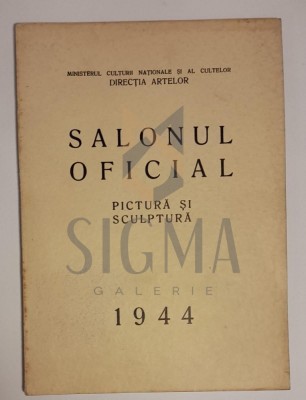 MINISTERUL CULTURII NAȚIONALE ȘI AL CULTELOR
DIRECȚIA ARTELOR
SALONUL
OFICIAL
PICTURĂ ȘI
SCULPTURĂ
SIGMA
GALERIE
1944